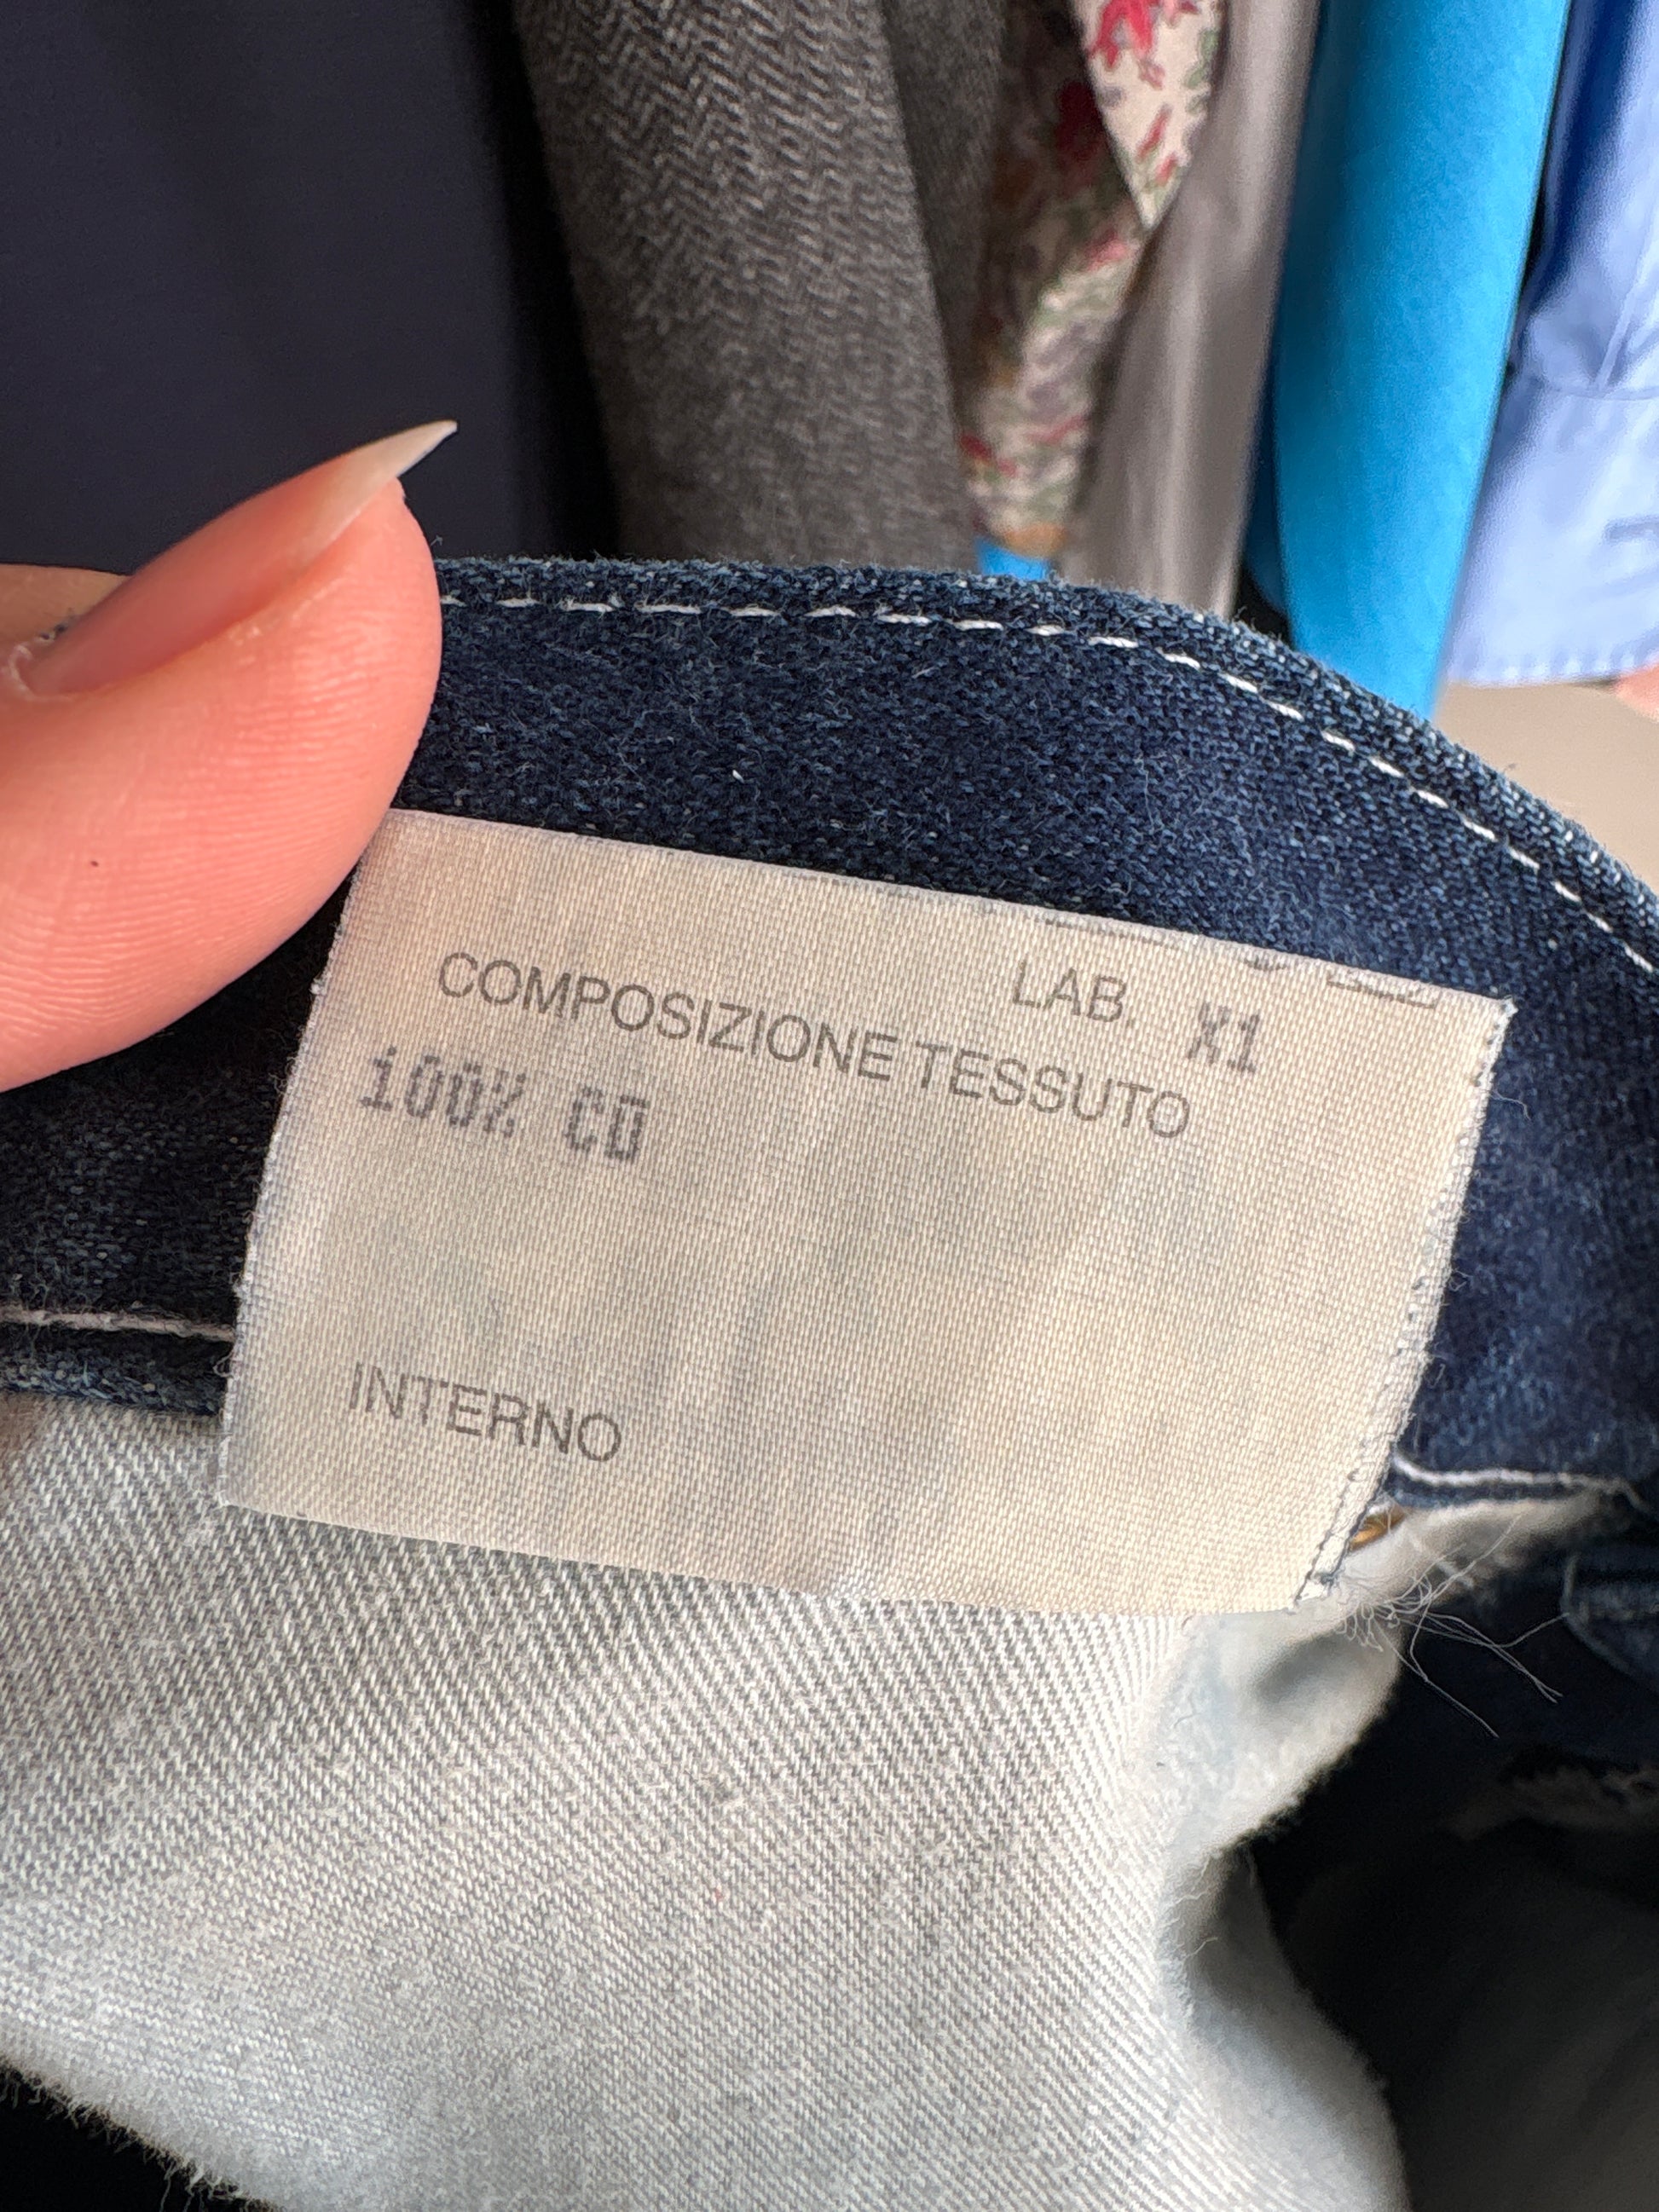 LAB. X1
COMPOSIZIONE TESSUTO
100% CO
INTERNO